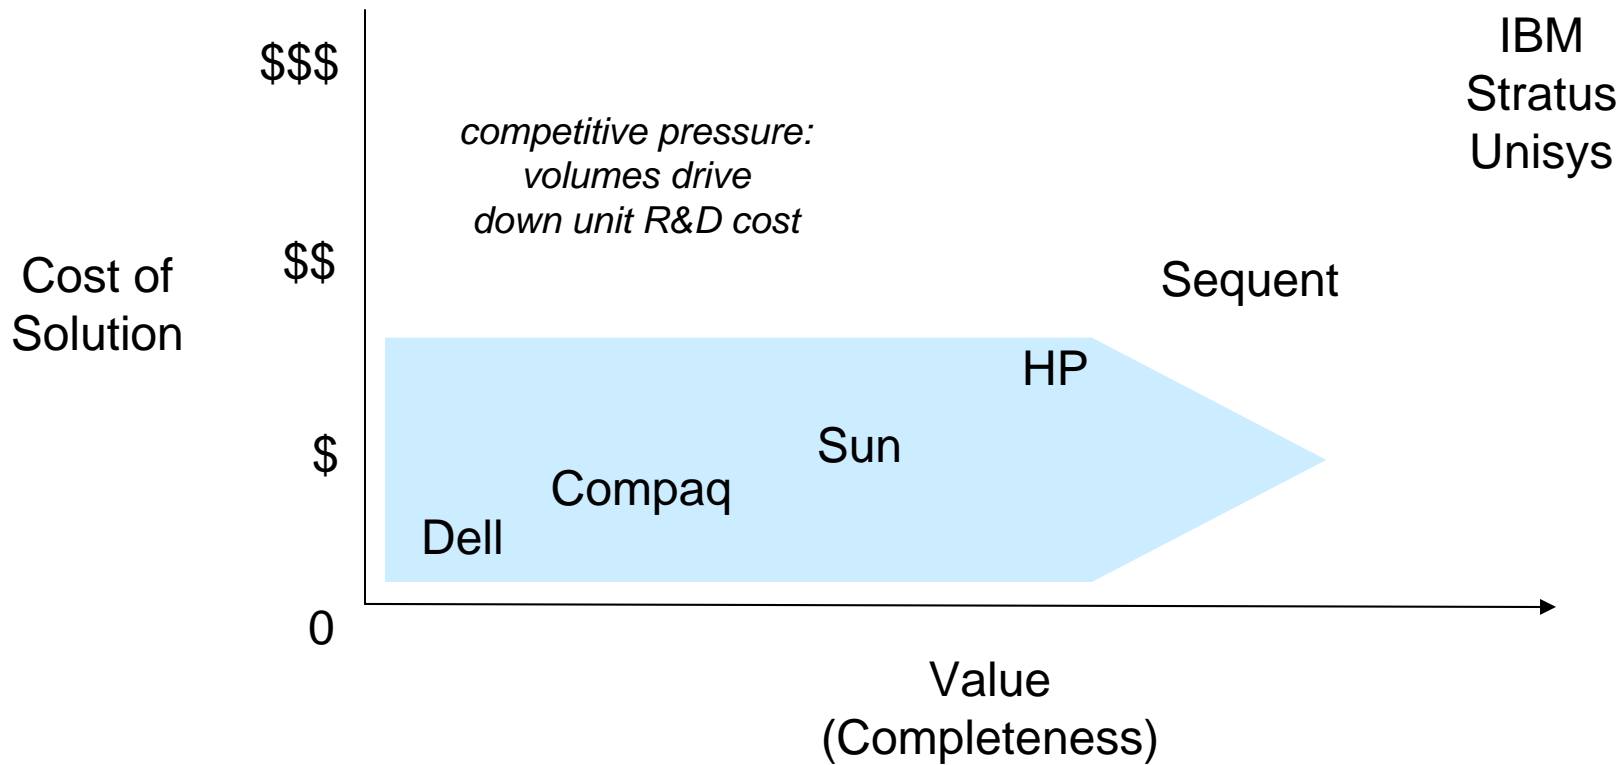 $$$
IBM
Stratus
Unisys
competitive pressure:
volumes drive
down unit R&D cost
$$
Cost of
Solution
Sequent
HP
$
Sun
Compaq
Dell
0
Value
(Completeness)